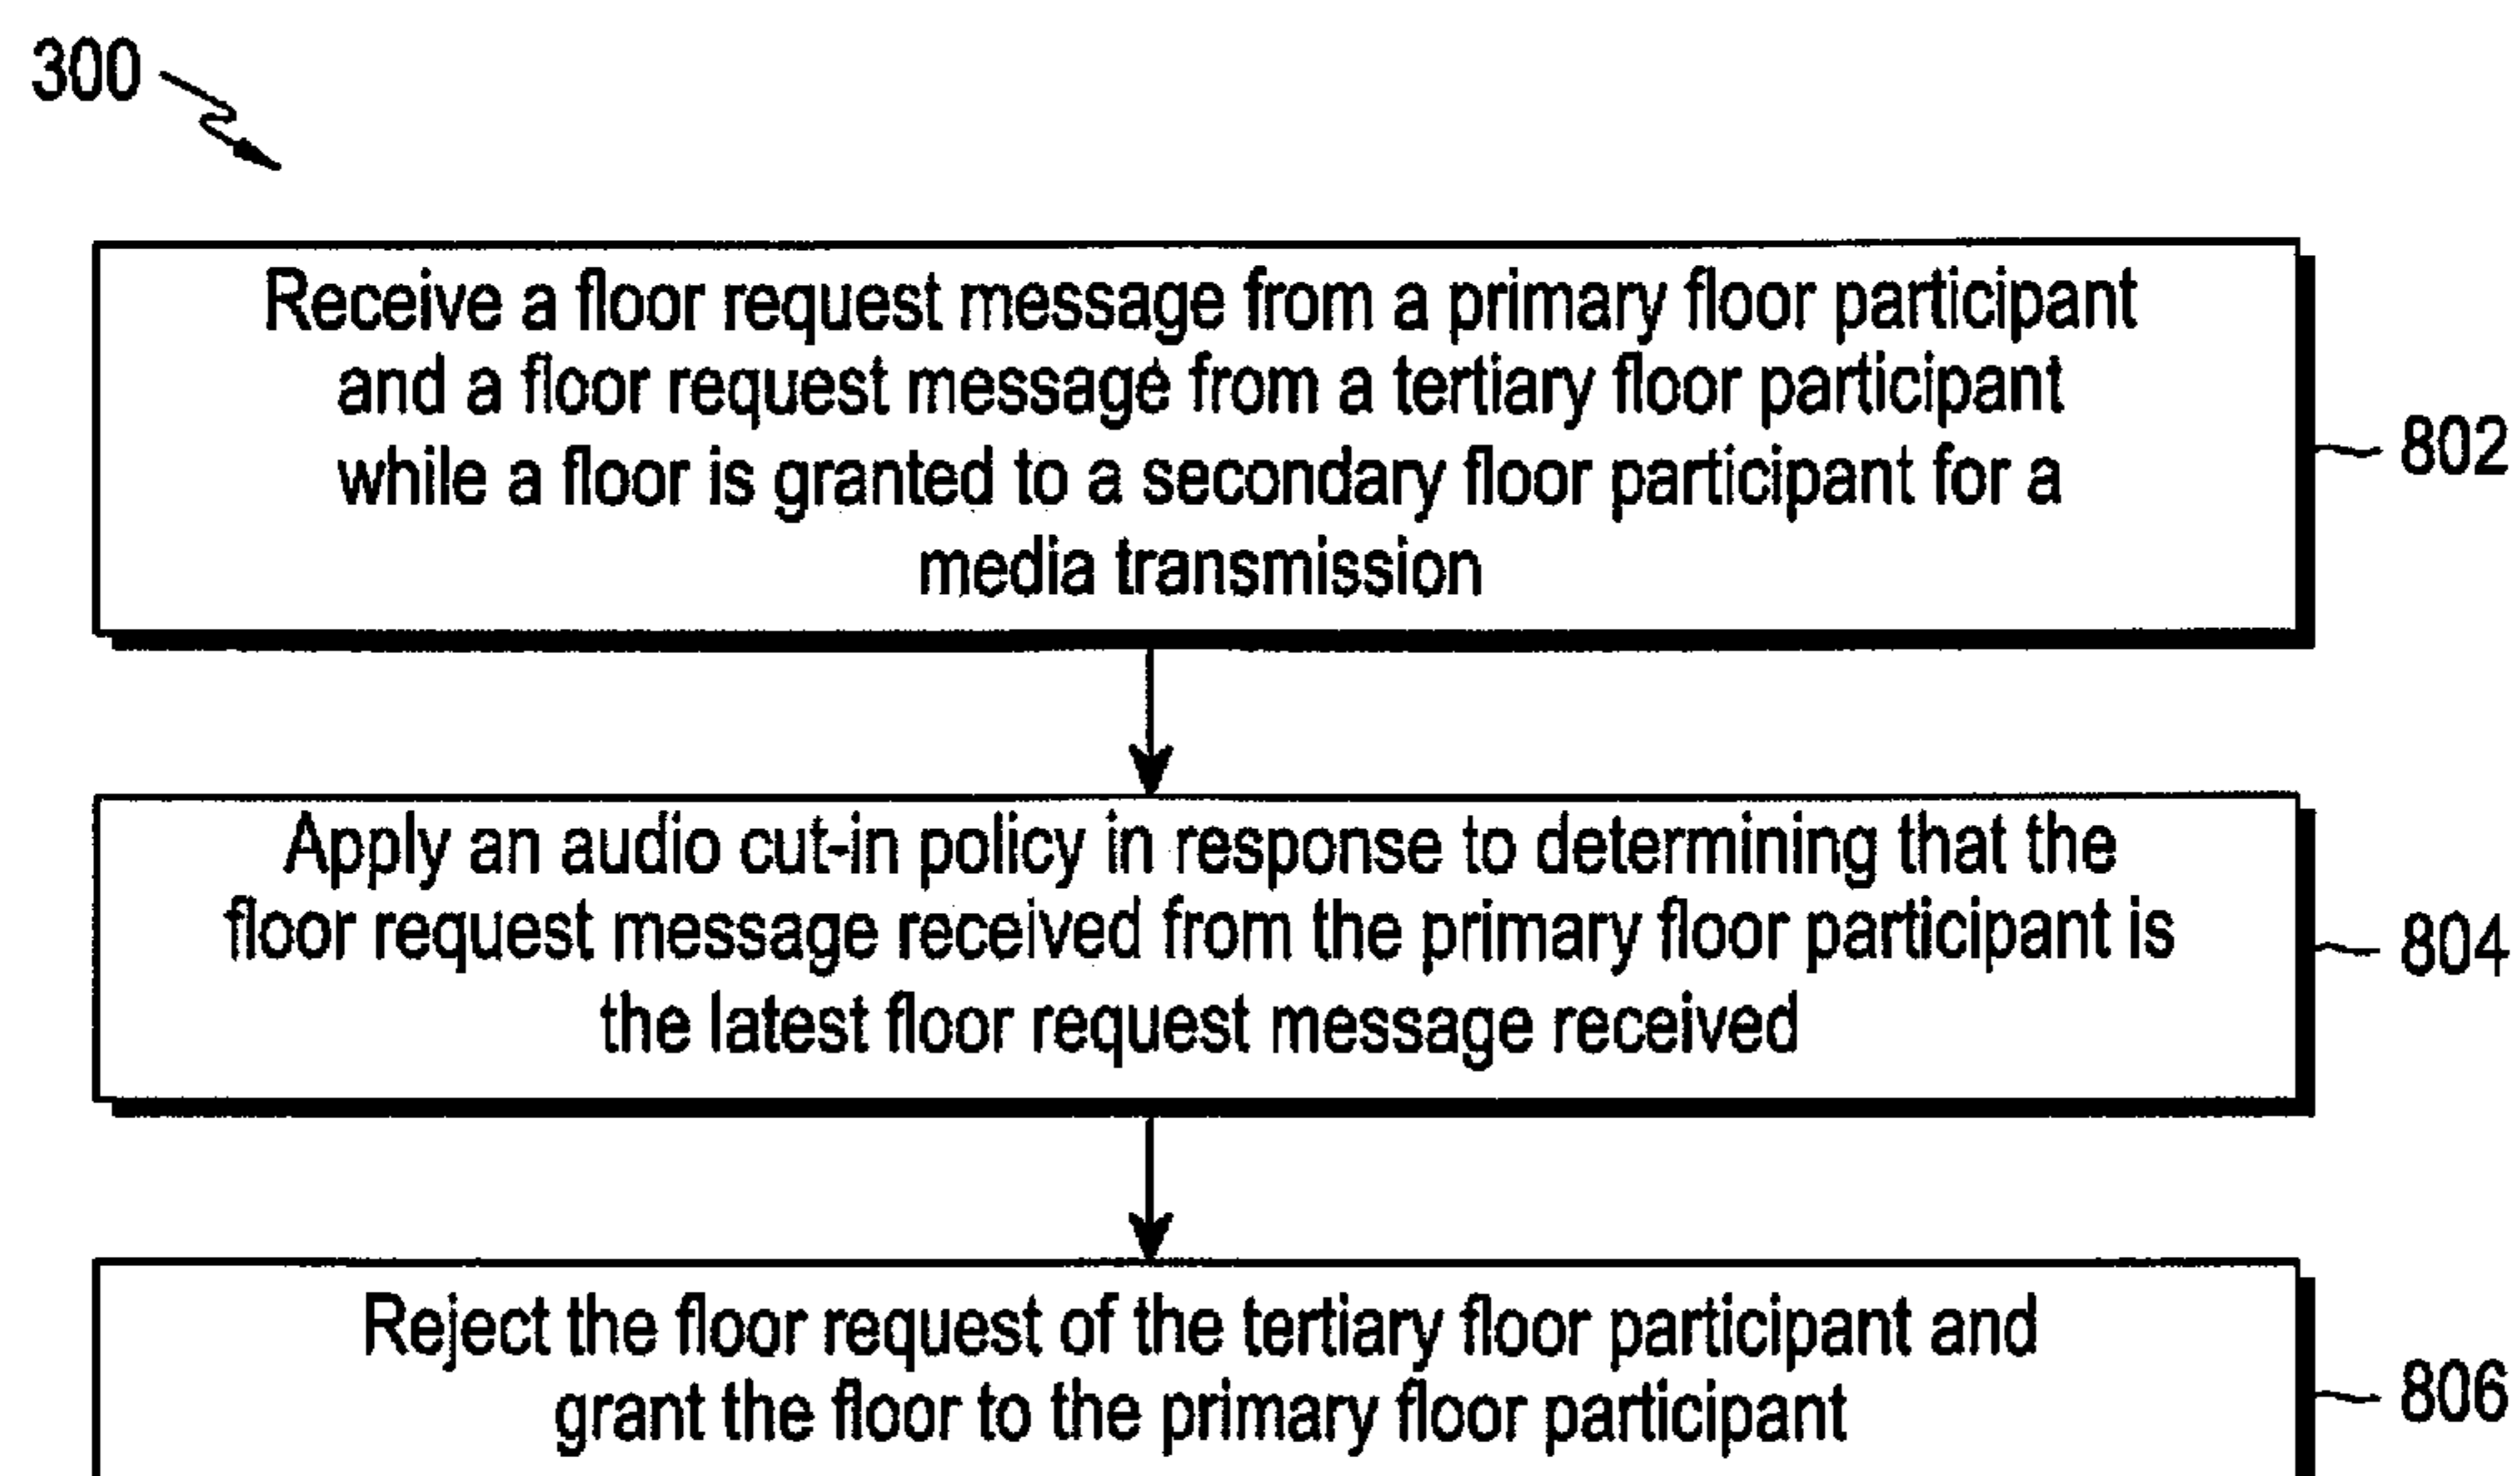 300
Receive a floor request message from a primary floor participant
and a floor request message from a tertiary floor participant
while a floor is granted to a secondary floor participant for a
media transmission
802
Apply an audio cut-in policy in response to determining that the
floor request message received from the primary floor participant is
the latest floor request message received
804
Reject the floor request of the tertiary floor participant and
grant the floor to the primary floor participant
806